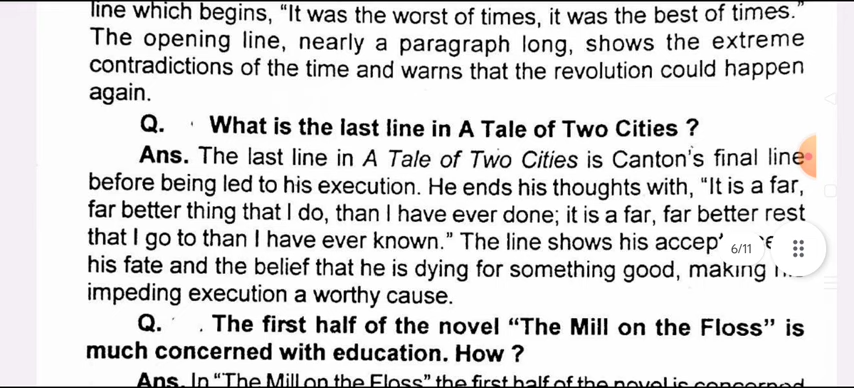 line which begins, “It was the worst of times, it was the best of times.”
The opening line, nearly a paragraph long, shows the extreme
contradictions of the time and warns that the revolution could happen
again.
Q. What is the last line in A Tale of Two Cities ?
Ans. The last line in A Tale of Two Cities is Canton's final line
before being led to his execution. He ends his thoughts with, “It is a far,
far better thing that I do, than I have ever done; it is a far, far better rest
that I go to than I have ever known.” The line shows his
6/11
his fate and the belief that he is dying for something good, making
impeding execution a worthy cause.
Q. . The first half of the novel “The Mill on the Floss” is
much concerned with education. How ?
Ans. In “The Mill on the Floss” the first half of the novel is concerned